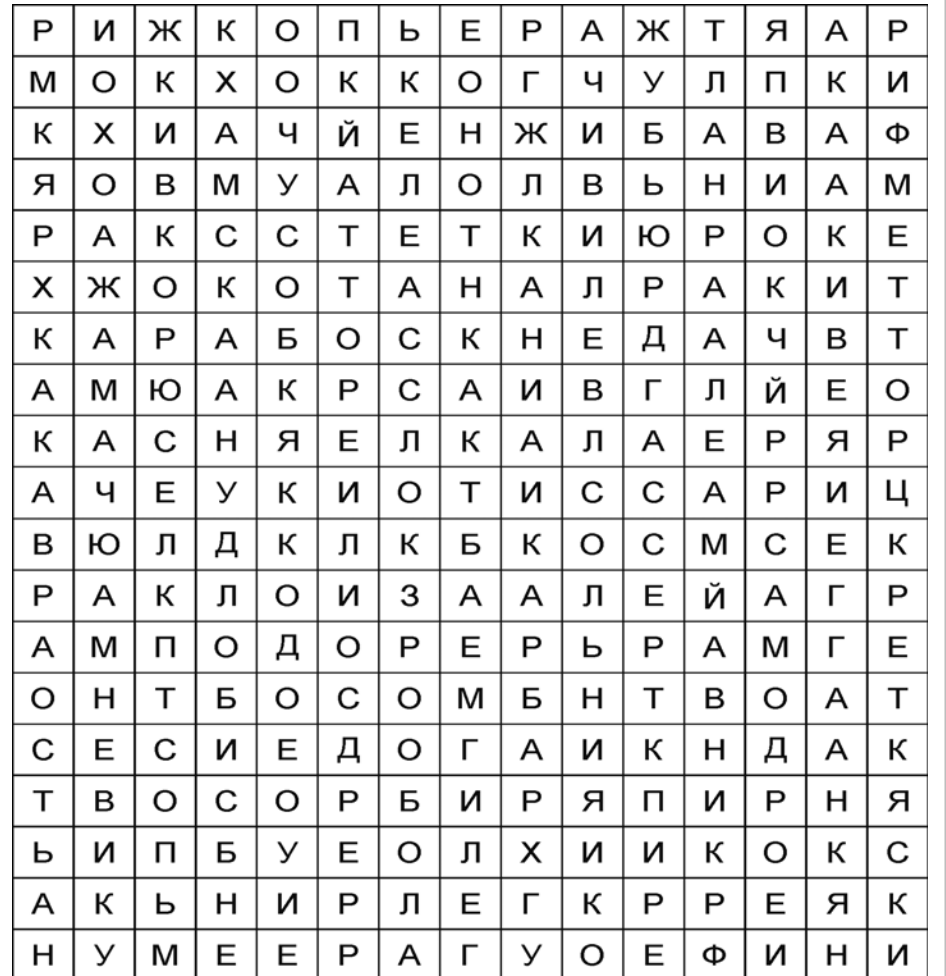 Р И Ж К О П Ь Е Р А Ж Т Я А Р
М О К Х О К К О Г Ч У Л П К И
К Х И А Ч Й Е Н Ж И Б А В А Ф
Я О В М У А Л О Л В Ь Н И А М
Р А К С С Т Е Т К И Ю Р О К Е
Х Ж О К О Т А Н А Л Р А К И Т
К А Р А Б О С К Н Е Д А Ч В Т
А М Ю А К Р С А И В Г Л Й Е О
К А С Н Я Е Л К А Л А Е Р Я Р
А Ч Е У К И О Т И С С А Р И Ц
В Ю Л Д К Л К Б К О С М С Е К
Р А К Л О И З А А Л Е Й А Г Р
А М П О Д О Р Е Р Ь Р А М Г Е
О Н Т Б О С О М Б Н Т В О А Т
С Е С И Е Д О Г А И К Н Д А К
Т В О С О Р Б И Р Я П И Р Н Я
Ь И П Б У Е О Л Х И И К О К С
А К Ь Н И Р Л Е Г К Р Р Е Я К
Н У М Е Е Р А Г У О Е Ф И Н И